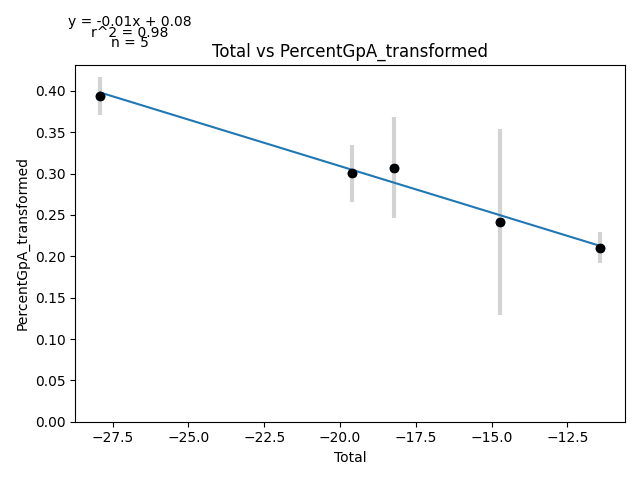 y = -0.01x + 0.08
r^2 = 0.98
n = 5
Total vs PercentGpA_transformed
PercentGpA_transformed
0.40
0.35
0.30
0.25
0.20
0.15
0.10
0.05
0.00
−27.5 −25.0 −22.5 −20.0 −17.5 −15.0 −12.5
Total